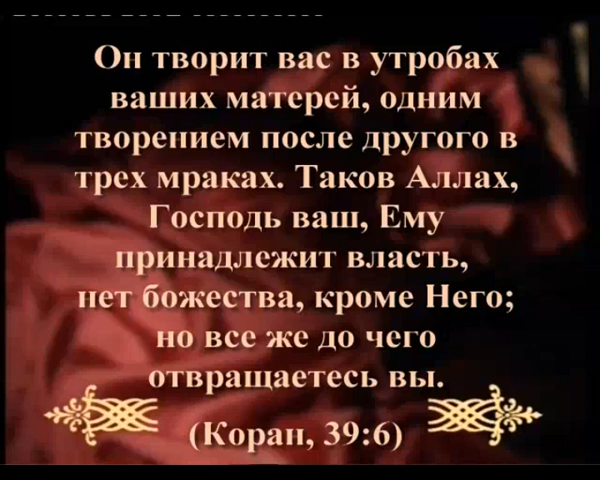 Он творит вас в утробах
ваших матерей, одним
творением после другого в
трех мраках. Таков Аллах,
Господь ваш, Ему
принадлежит власть,
нет божества, кроме Него;
но все же до чего
отвращаетесь вы.
(Коран, 39:6)